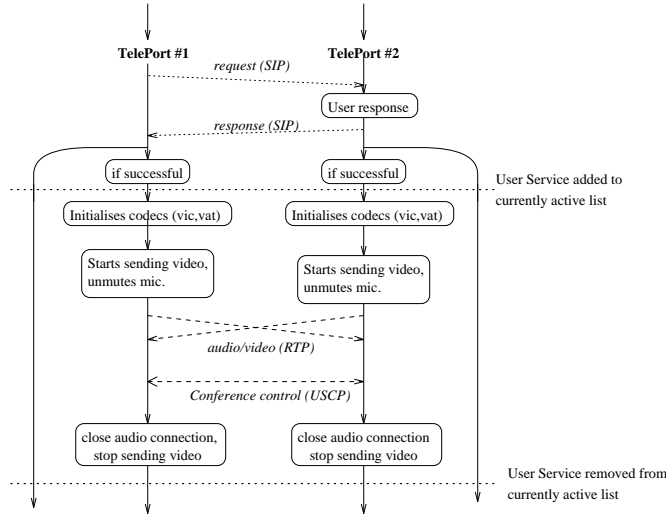 TelePort #1
TelePort #2
request (SIP)
User response
response (SIP)
if successful
if successful
User Service added to
currently active list
Initialises codecs (vic,vat)
Initialises codecs (vic,vat)
Starts sending video,
unmutes mic.
Starts sending video,
unmutes mic.
audio/video (RTP)
Conference control (USCP)
close audio connection,
stop sending video
close audio connection
stop sending video
User Service removed from
currently active list